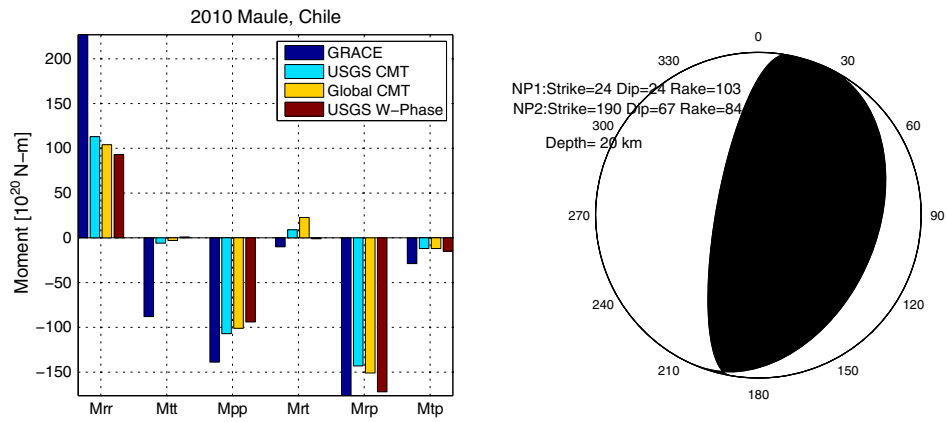 2010 Maule, Chile
GRACE
USGS CMT
Global CMT
USGS W−Phase
Moment [10²⁰ N−m]
200
150
100
50
0
−50
−100
−150
Mrr
Mtt
Mpp
Mrt
Mrp
Mtp
NP1:Strike=24 Dip=24 Rake=103
NP2:Strike=190 Dip=67 Rake=84
Depth= 20 km
0
30
60
90
120
150
180
210
240
270
300
330